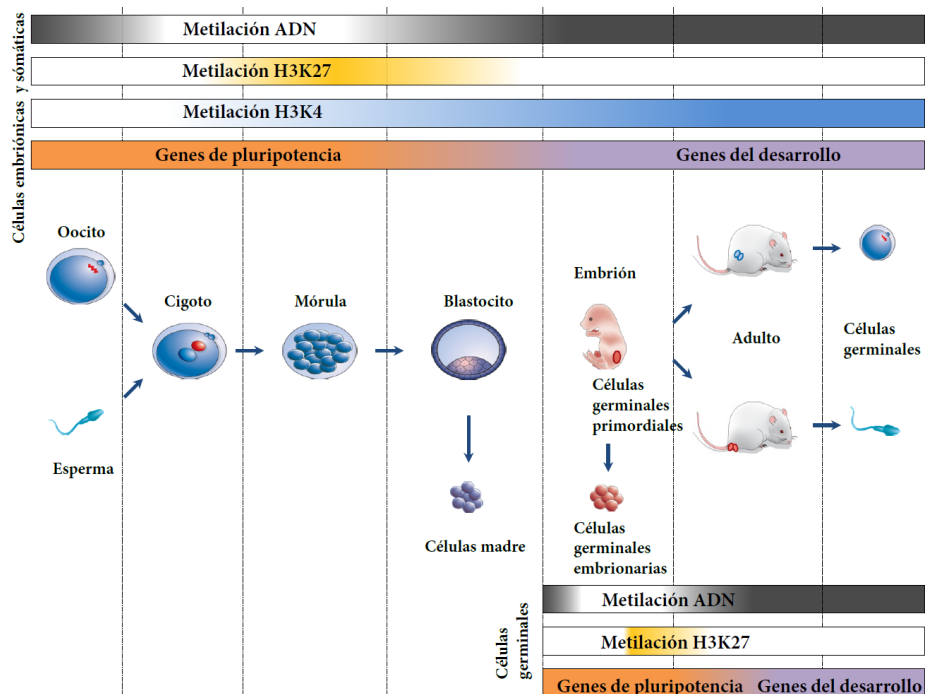 Células embriónicas y sómáticas
Metilación ADN
Metilación H3K27
Metilación H3K4
Genes de pluripotencia
Genes del desarrollo
Oocito
Cigoto
Esperma
Mórula
Blastocito
Células madre
Embrión
Células
germinales
primordiales
Células
germinales
embrionarias
Adulto
Células
germinales
Células
germinales
Metilación ADN
Metilación H3K27
Genes de pluripotencia
Genes del desarrollo